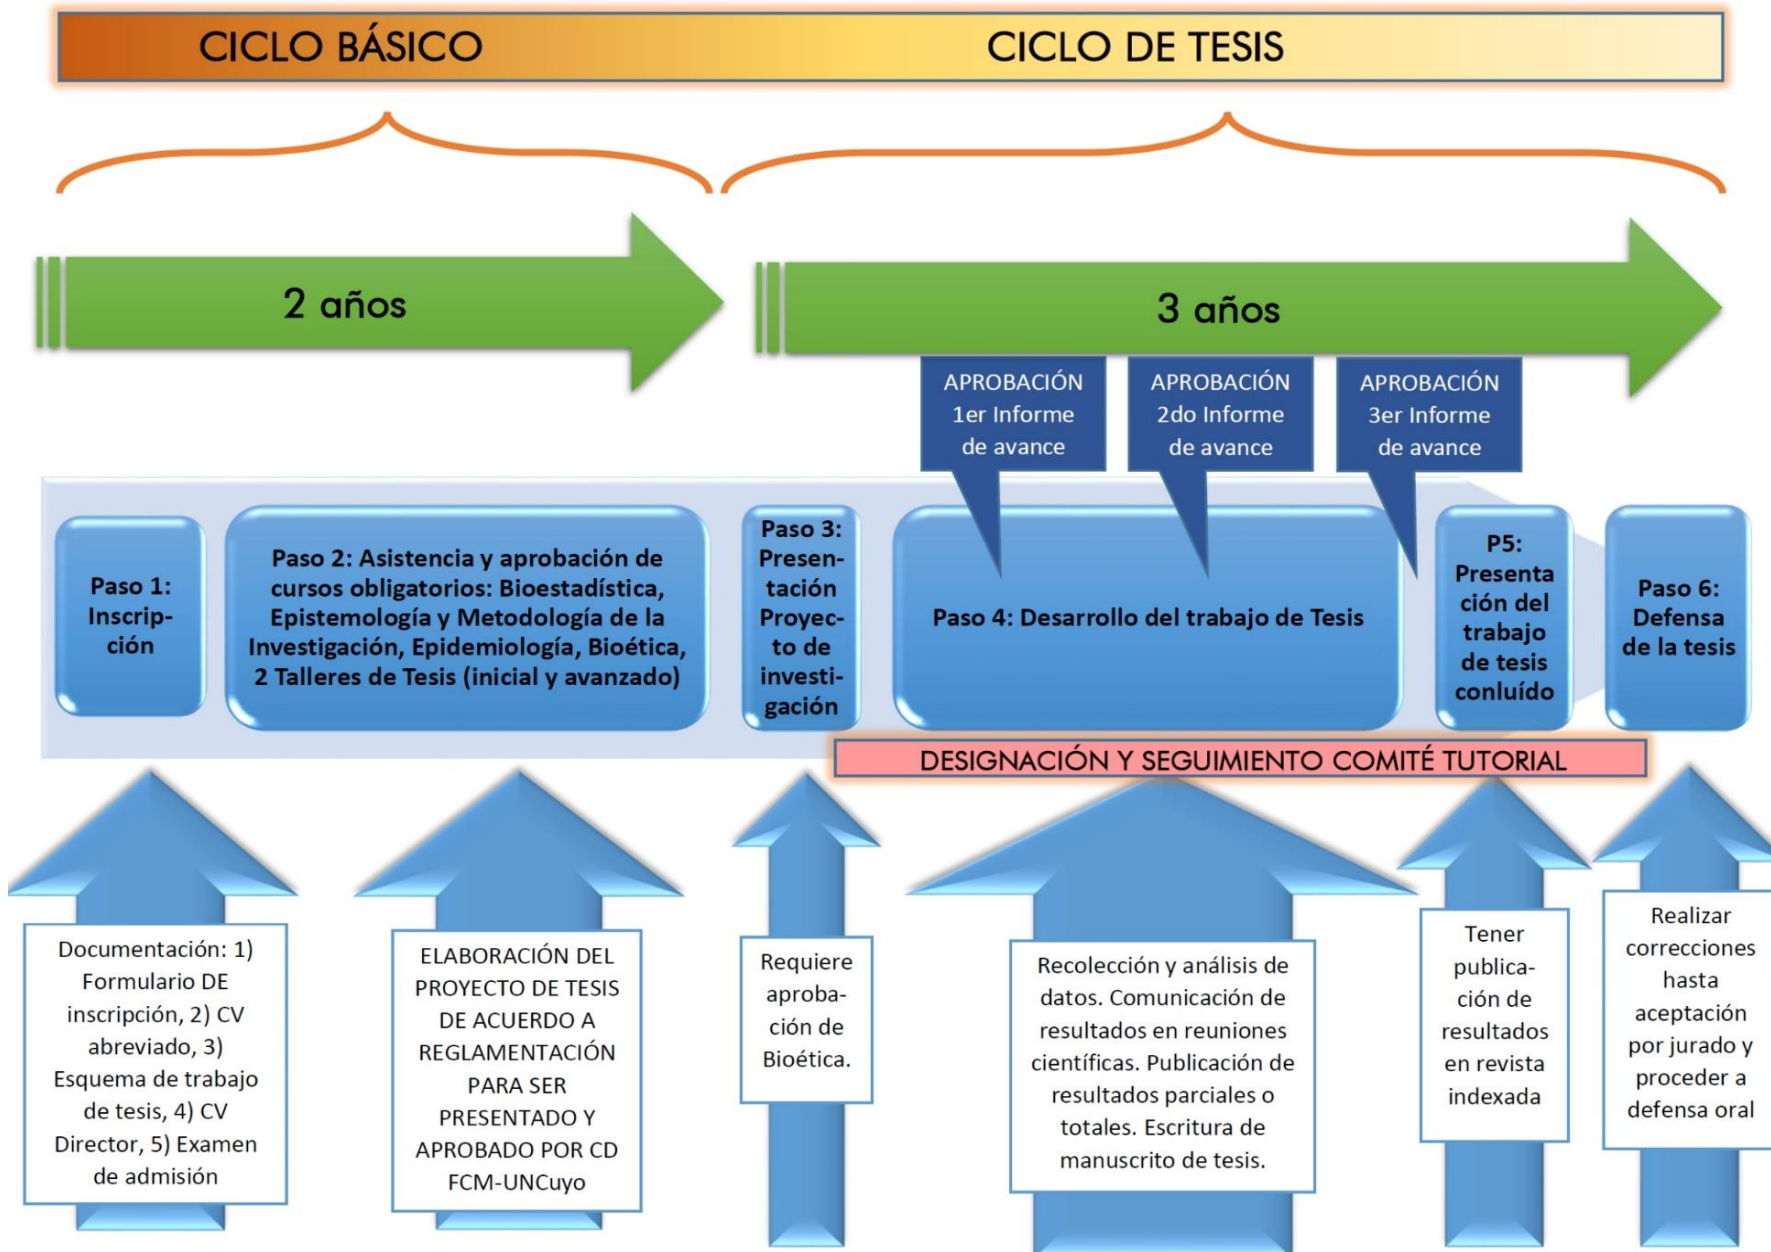 CICLO BÁSICO
CICLO DE TESIS
2 años
3 años
APROBACIÓN
1er Informe
de avance
APROBACIÓN
2do Informe
de avance
APROBACIÓN
3er Informe
de avance
Paso 1:
Inscrip-
ción
Paso 2: Asistencia y aprobación de
cursos obligatorios: Bioestadística,
Epistemología y Metodología de la
Investigación, Epidemiología, Bioética,
2 Talleres de Tesis (inicial y avanzado)
Paso 3:
Presen-
tación
Proyec-
to de
investi-
gación
Paso 4: Desarrollo del trabajo de Tesis
P5:
Presenta
ción del
trabajo
de tesis
conluído
Paso 6:
Defensa
de la tesis
DESIGNACIÓN Y SEGUIMIENTO COMITÉ TUTORIAL
Documentación: 1)
Formulario DE
inscripción, 2) CV
abreviado, 3)
Esquema de trabajo
de tesis, 4) CV
Director, 5) Examen
de admisión
ELABORACIÓN DEL
PROYECTO DE TESIS
DE ACUERDO A
REGLAMENTACIÓN
PARA SER
PRESENTADO Y
APROBADO POR CD
FCM-UNCuyo
Requiere
aproba-
ción de
Bioética.
Recolección y análisis de
datos. Comunicación de
resultados en reuniones
científicas. Publicación de
resultados parciales o
totales. Escritura de
manuscrito de tesis.
Tener
publica-
ción de
resultados
en revista
indexada
Realizar
correcciones
hasta
aceptación
por jurado y
proceder a
defensa oral